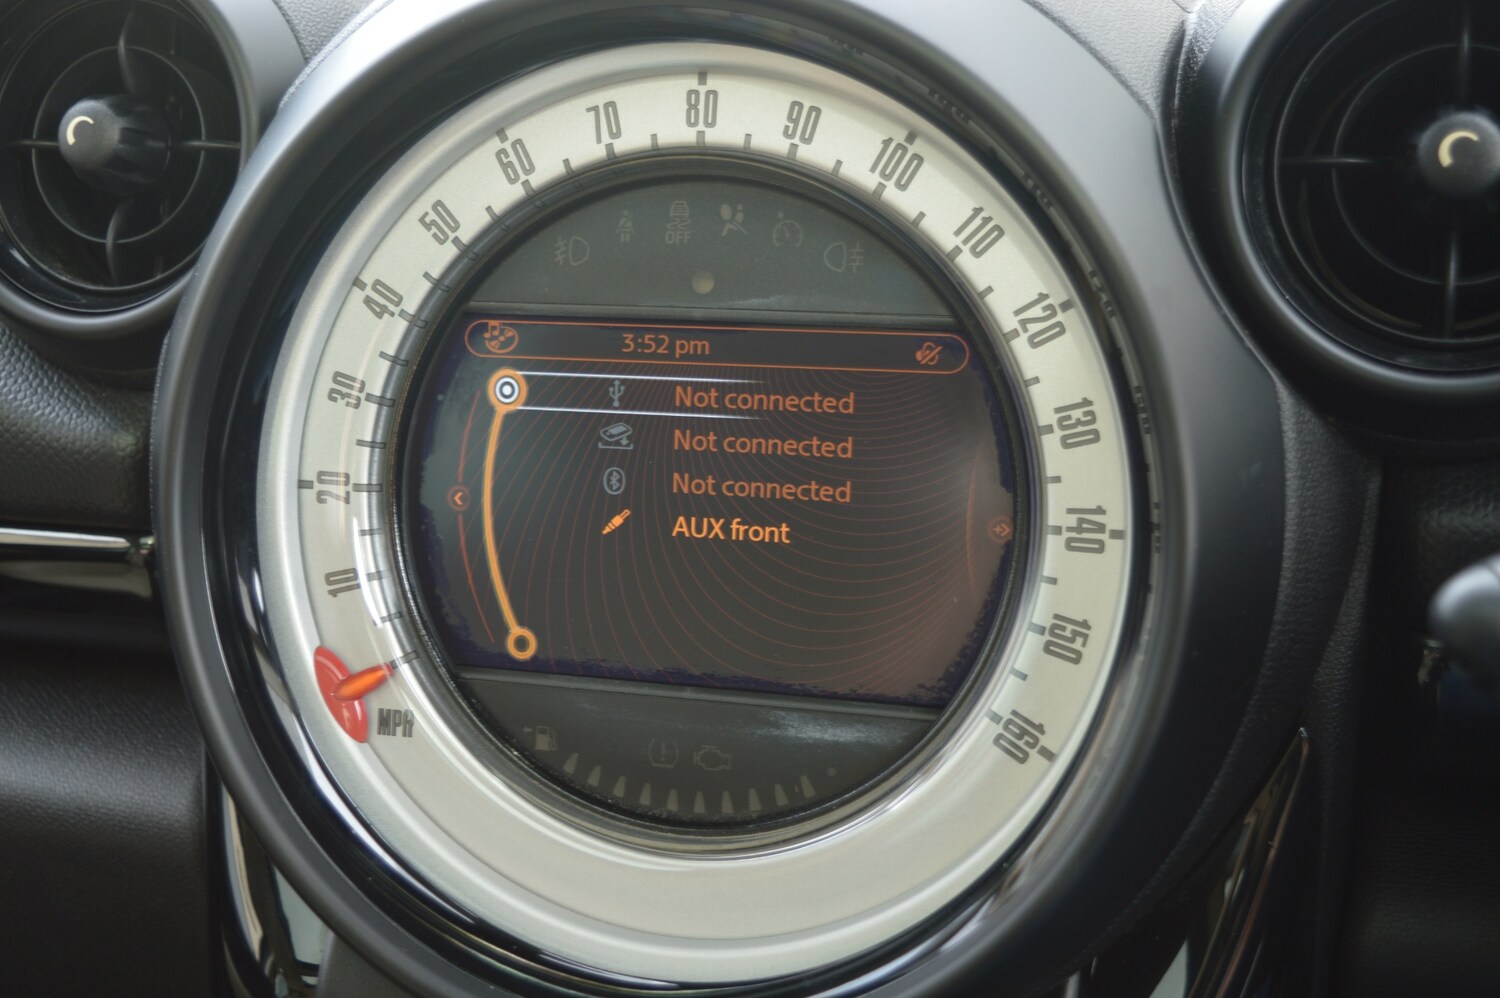 10
20
30
40
50
60
70
80
90
100
110
120
130
140
150
160
MPH
OFF
3:52 pm
Not connected
Not connected
Not connected
AUX front